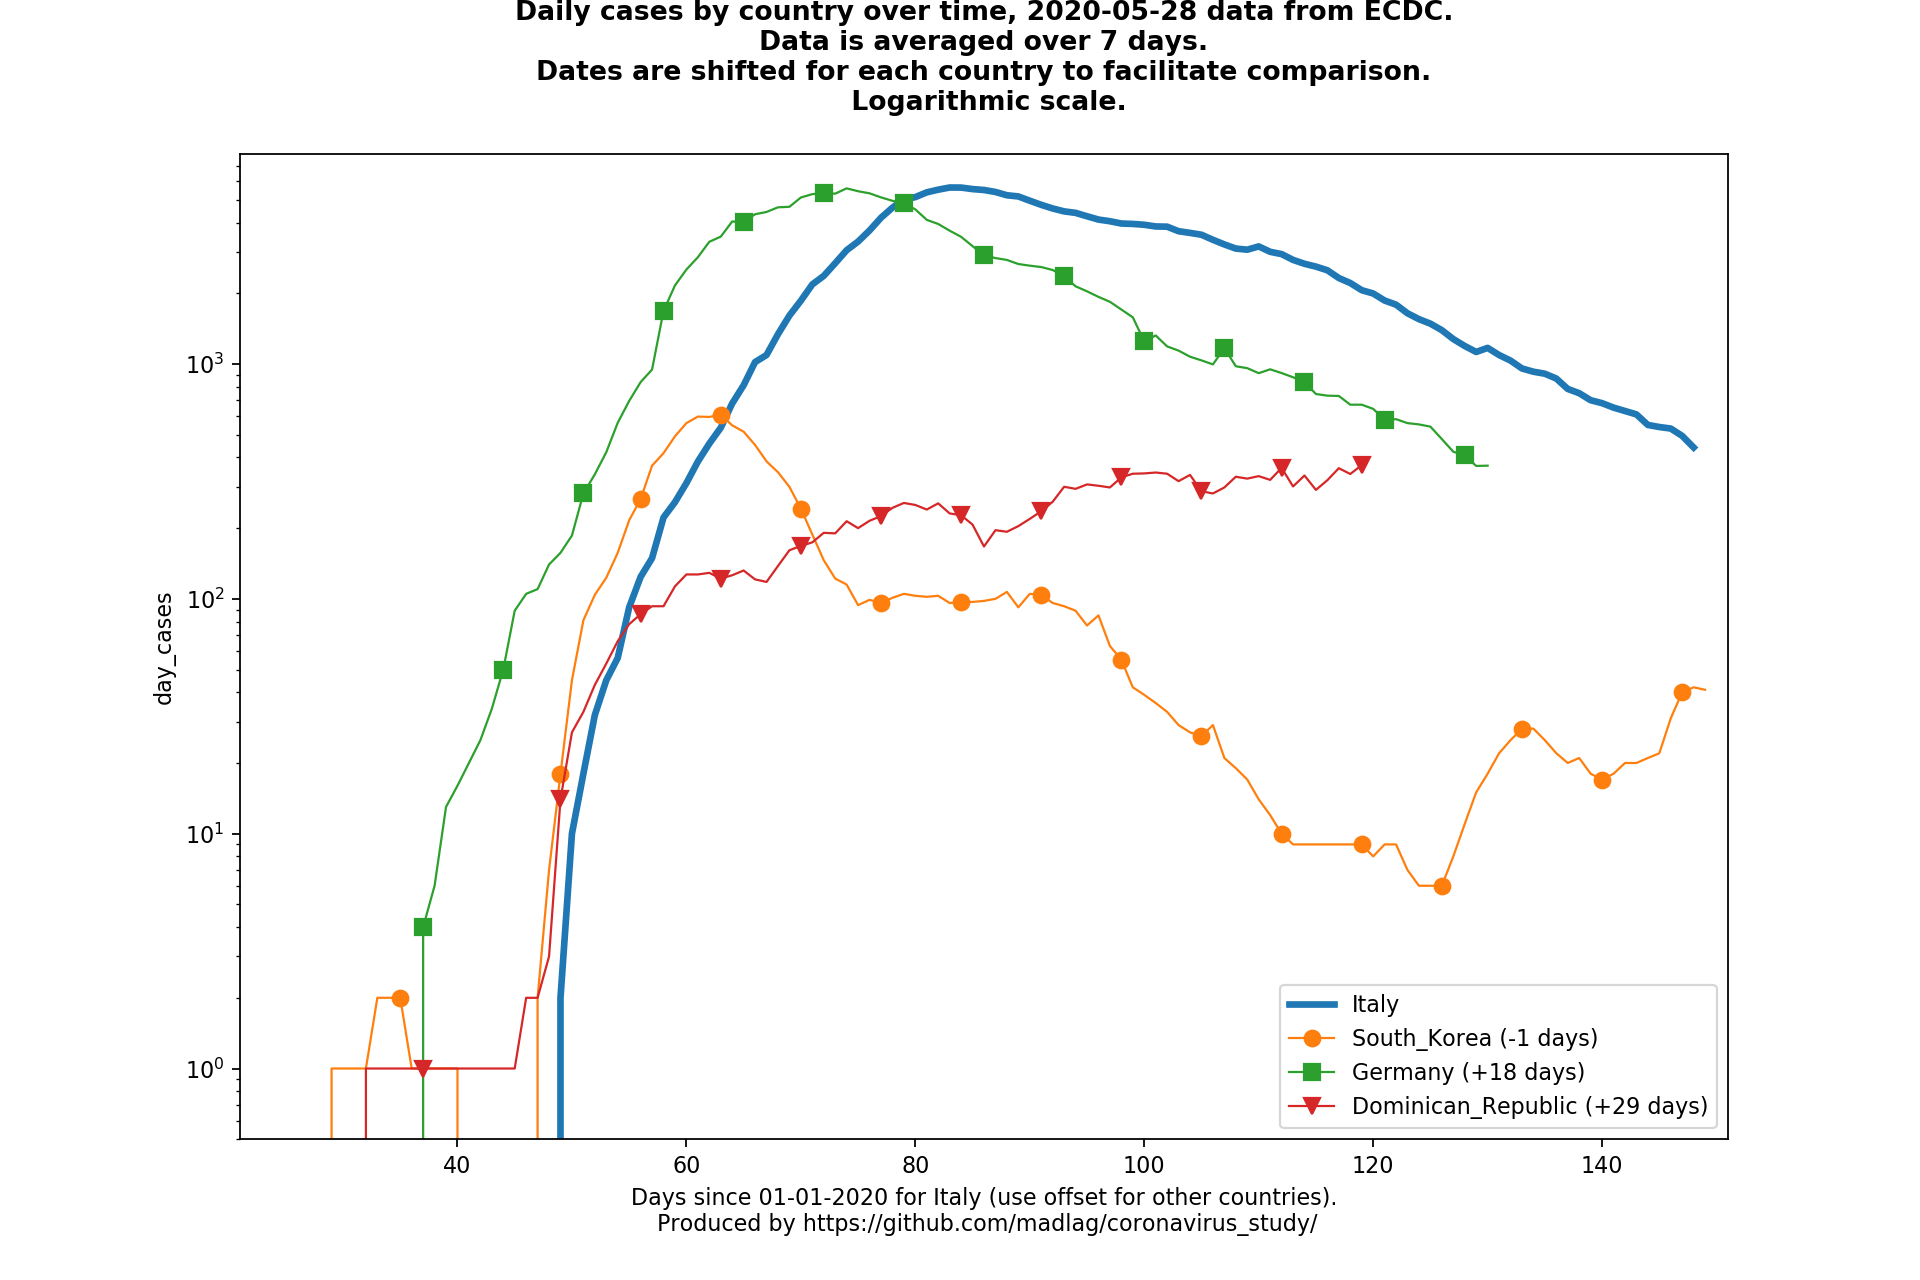 Daily cases by country over time, 2020-05-28 data from ECDC.
Data is averaged over 7 days.
Dates are shifted for each country to facilitate comparison.
Logarithmic scale.
10³
10²
10¹
10⁰
day_cases
40 60 80 100 120 140
Days since 01-01-2020 for Italy (use offset for other countries).
Produced by https://github.com/madlag/coronavirus_study/
Italy
South_Korea (-1 days)
Germany (+18 days)
Dominican_Republic (+29 days)